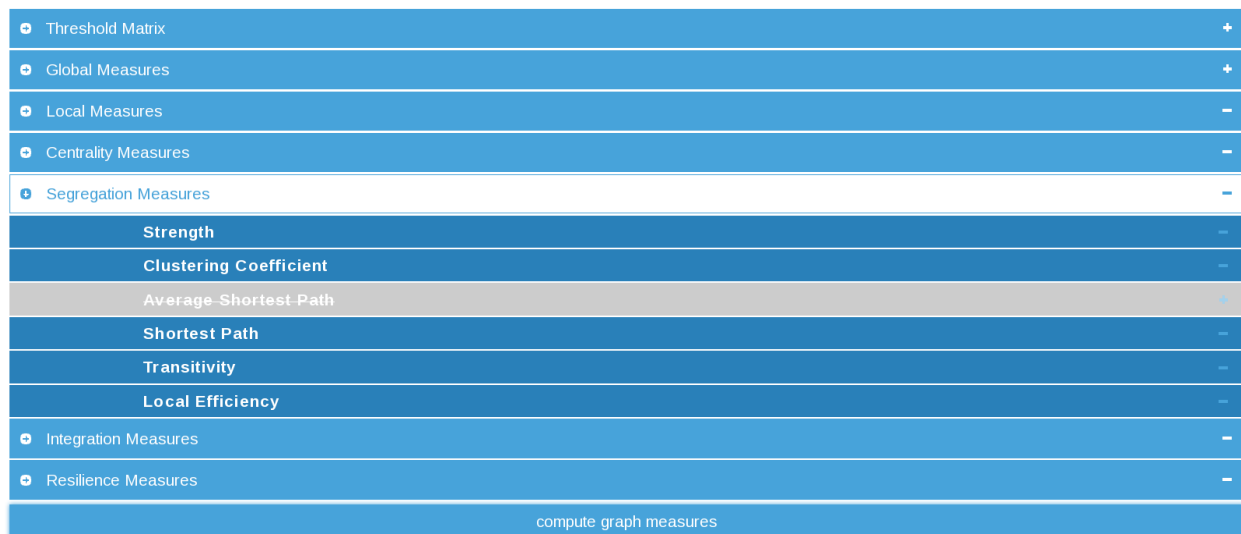 Threshold Matrix
Global Measures
Local Measures
Centrality Measures
Segregation Measures
Strength
Clustering Coefficient
Average Shortest Path
Shortest Path
Transitivity
Local Efficiency
Integration Measures
Resilience Measures
compute graph measures